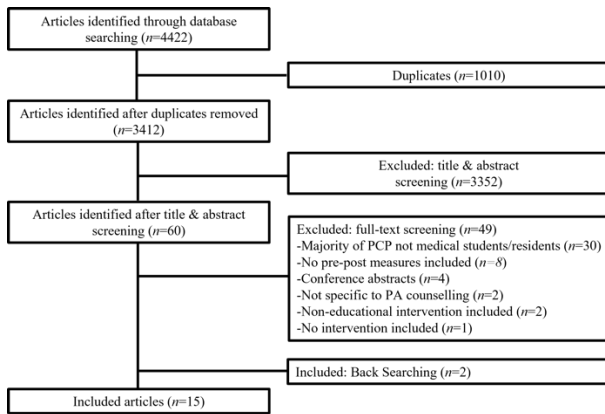 Articles identified through database
searching (n=4422)
Duplicates (n=1010)
Articles identified after duplicates removed
(n=3412)
Excluded: title & abstract
screening (n=3352)
Articles identified after title & abstract
screening (n=60)
Excluded: full-text screening (n=49)
-Majority of PCP not medical students/residents (n=30)
-No pre-post measures included (n=8)
-Conference abstracts (n=4)
-Not specific to PA counselling (n=2)
-Non-educational intervention included (n=2)
-No intervention included (n=1)
Included: Back Searching (n=2)
Included articles (n=15)